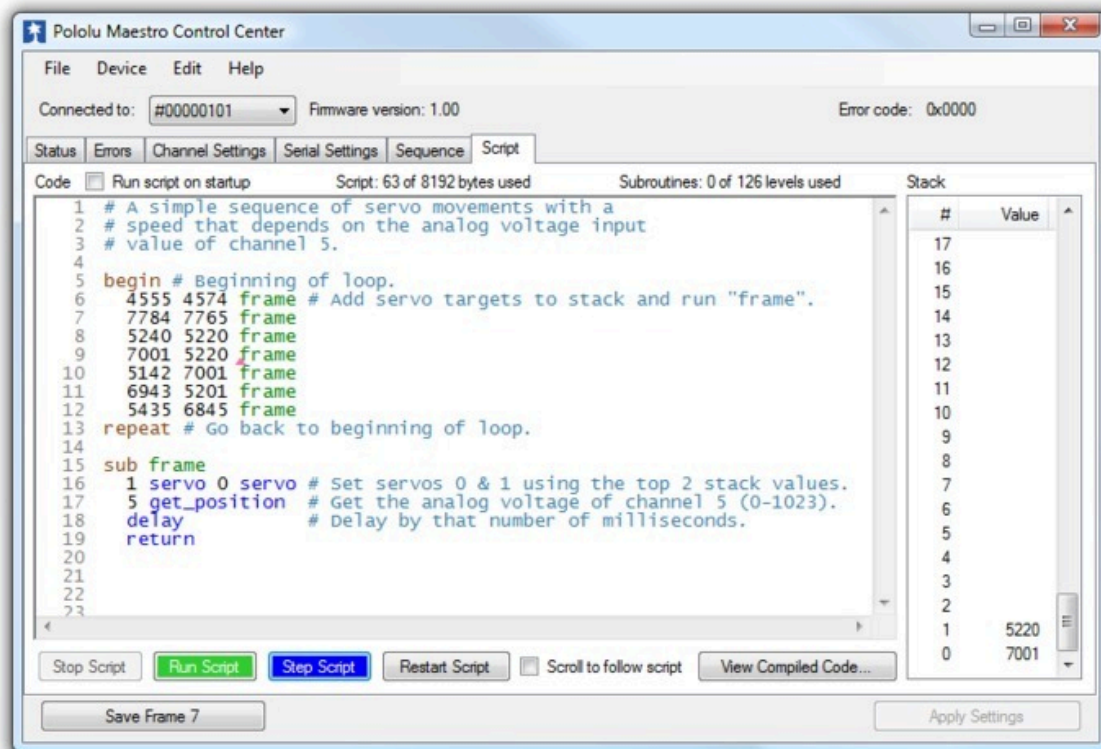 Pololu Maestro Control Center
File Device Edit Help
Connected to: #00000101 Firmware version: 1.00 Error code: 0x0000
Status Errors Channel Settings Serial Settings Sequence Script
Code Run script on startup Script: 63 of 8192 bytes used Subroutines: 0 of 126 levels used Stack
1 # A simple sequence of servo movements with a
2 # speed that depends on the analog voltage input
3 # value of channel 5.
4
5 begin # Beginning of loop.
6 4555 4574 frame # Add servo targets to stack and run "frame".
7 7784 7765 frame
8 5240 5220 frame
9 7001 5220 frame
10 5142 7001 frame
11 6943 5201 frame
12 5435 6845 frame
13 repeat # Go back to beginning of loop.
14
15 sub frame
16 1 servo 0 servo # Set servos 0 & 1 using the top 2 stack values.
17 5 get_position # Get the analog voltage of channel 5 (0-1023).
18 delay # Delay by that number of milliseconds.
19 return
20
21
22
23
# Value
17
16
15
14
13
12
11
10
9
8
7
6
5
4
3
2
1 5220
0 7001
Stop Script Run Script Step Script Restart Script Scroll to follow script View Compiled Code...
Save Frame 7 Apply Settings